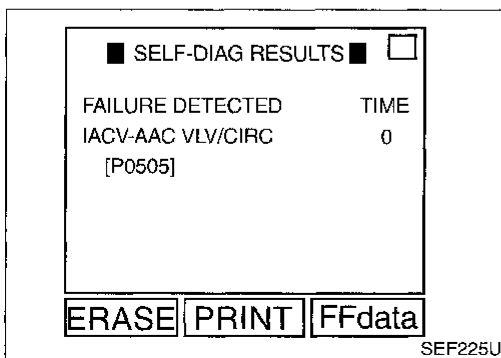 ■ SELF-DIAG RESULTS ■
FAILURE DETECTED TIME
IACV-AAC VLV/CIRC 0
[P0505]
ERASE PRINT FFdata
SEF225U